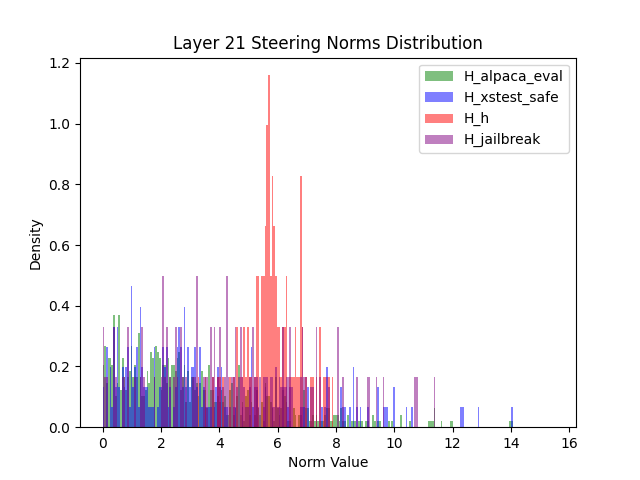 Layer 21 Steering Norms Distribution
H_alpaca_eval
H_xstest_safe
H_h
H_jailbreak
Density
1.2
1.0
0.8
0.6
0.4
0.2
0.0
0 2 4 6 8 10 12 14 16
Norm Value